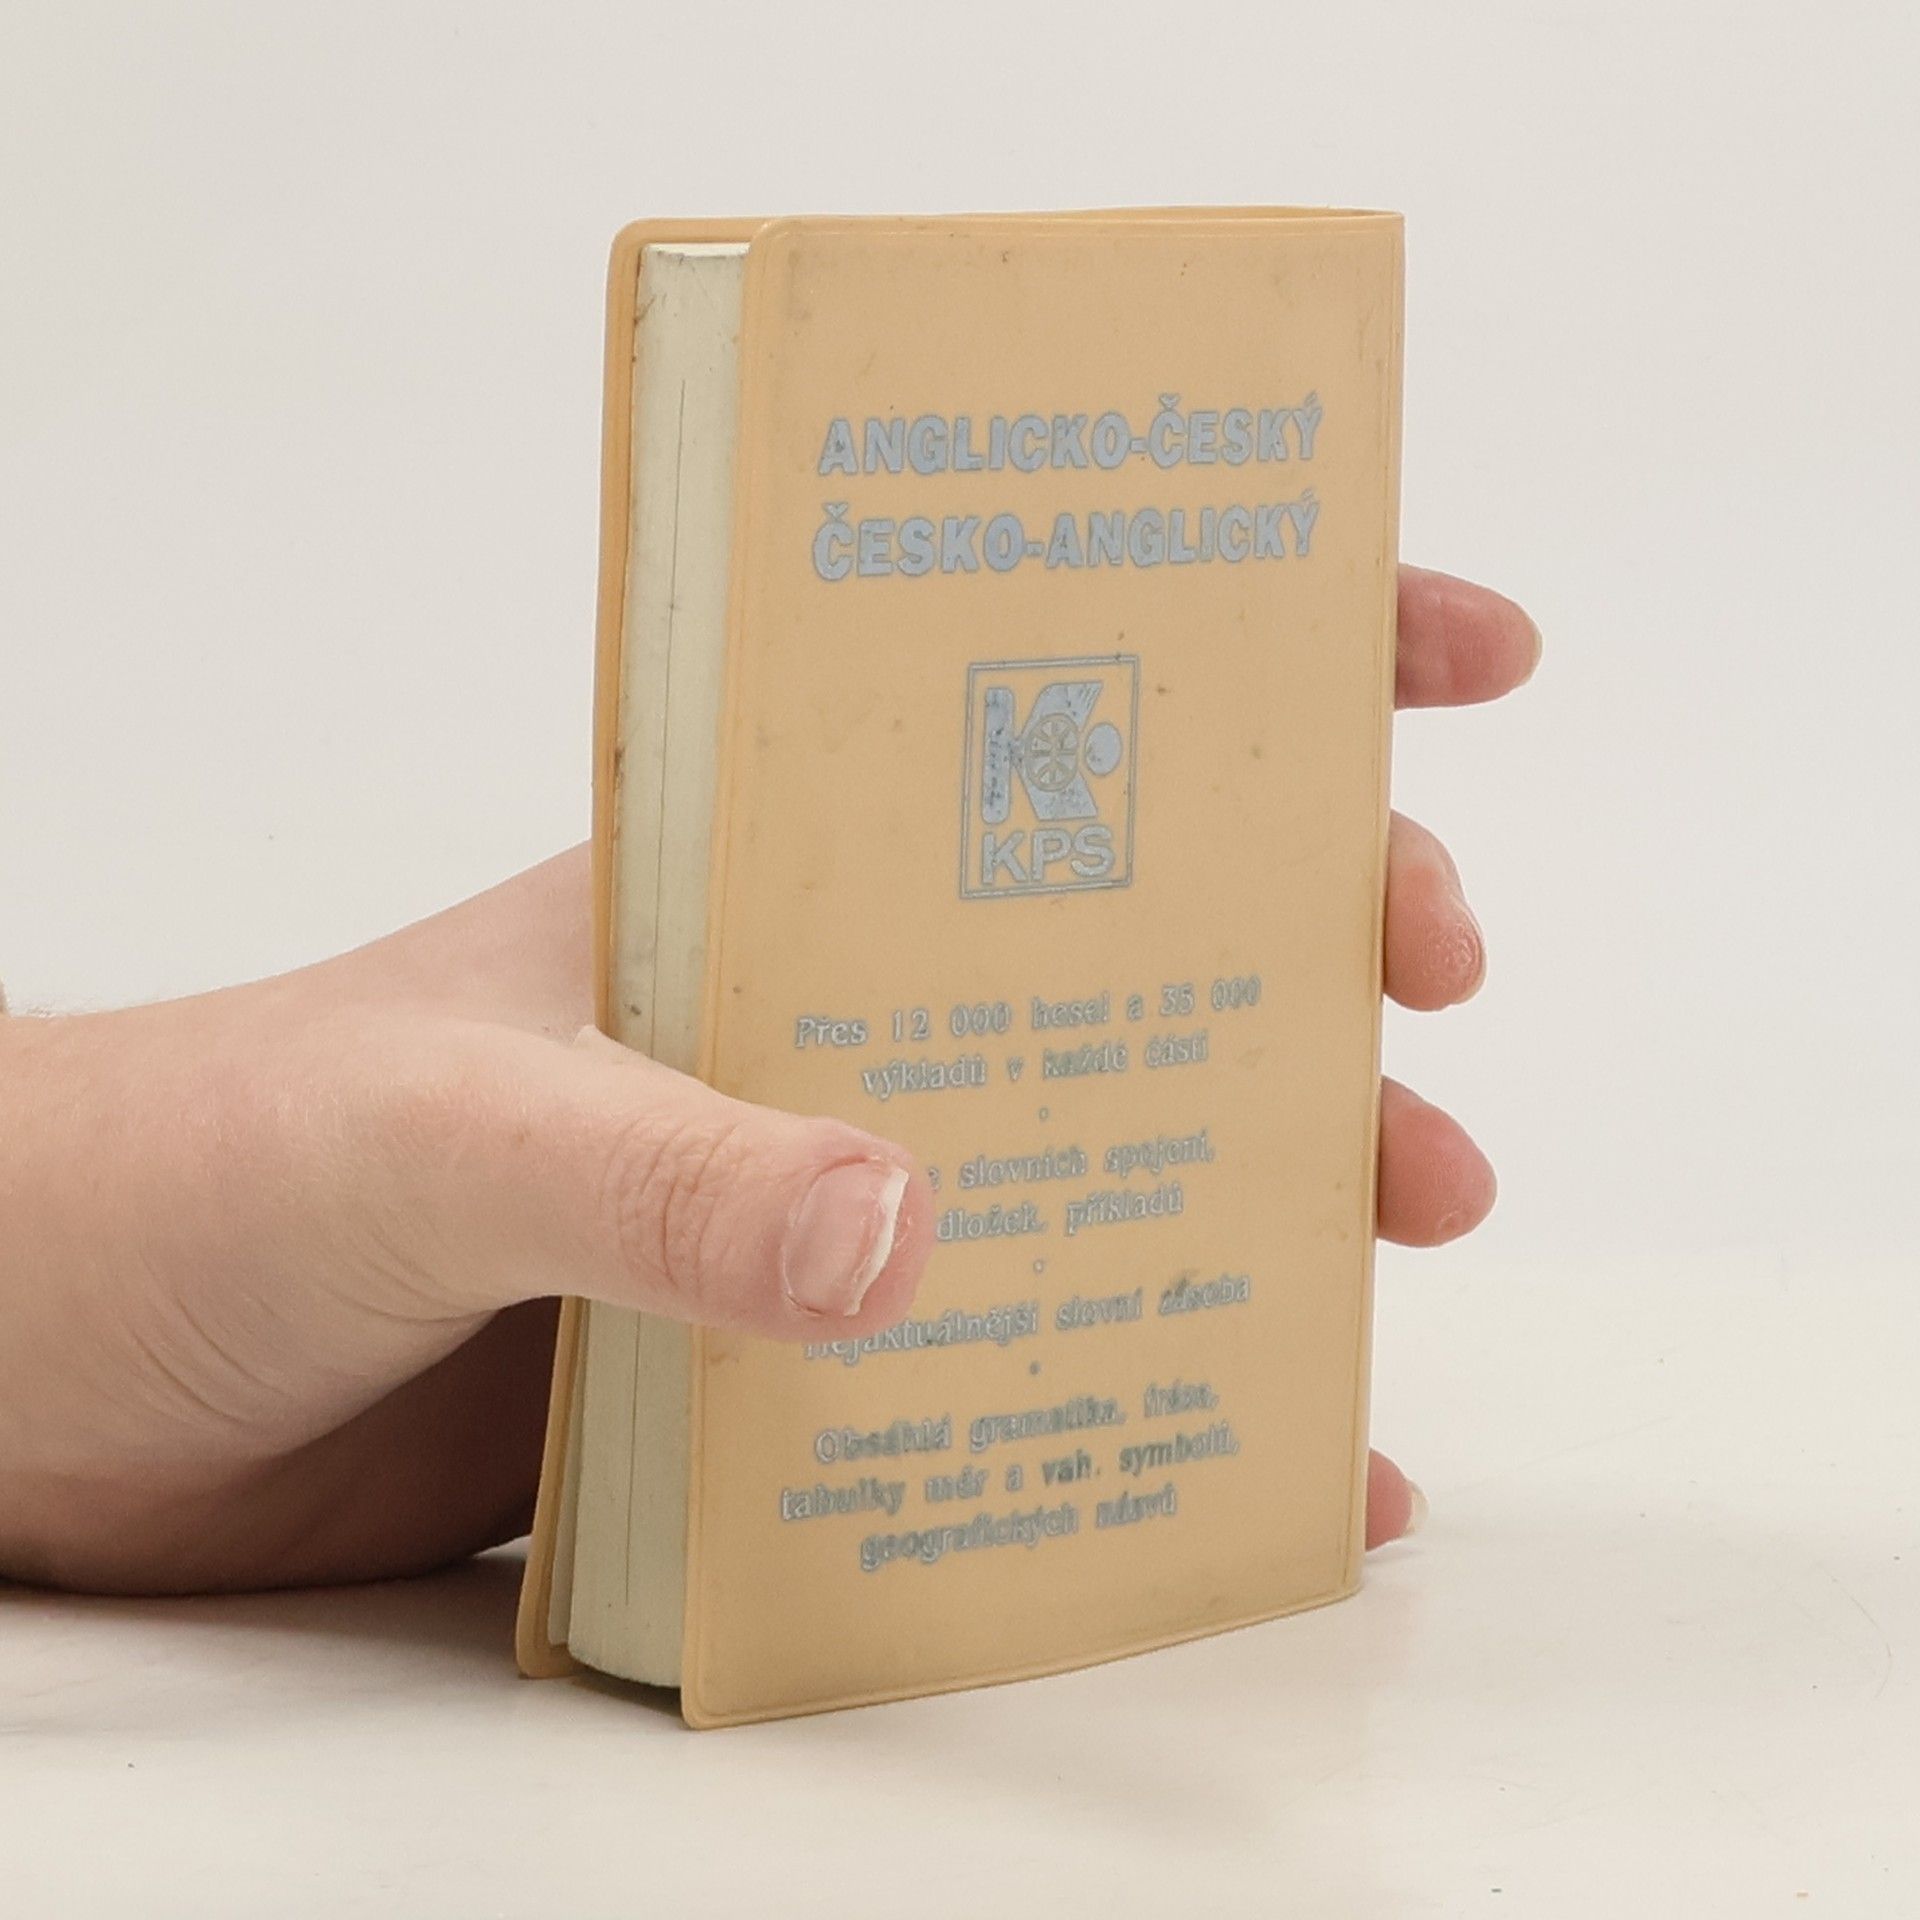 ANGLICKO-ČESKÝ
ČESKO-ANGLICKÝ
KPS
Přes 12 000 hesel a 35 000
výkladů v každé části
slovních spojení,
příkladů
nejaktuálnější slovní zásoba
Obsáhlá gramatika, fráze,
tabulky měr a vah, symbolů,
geografických názvů